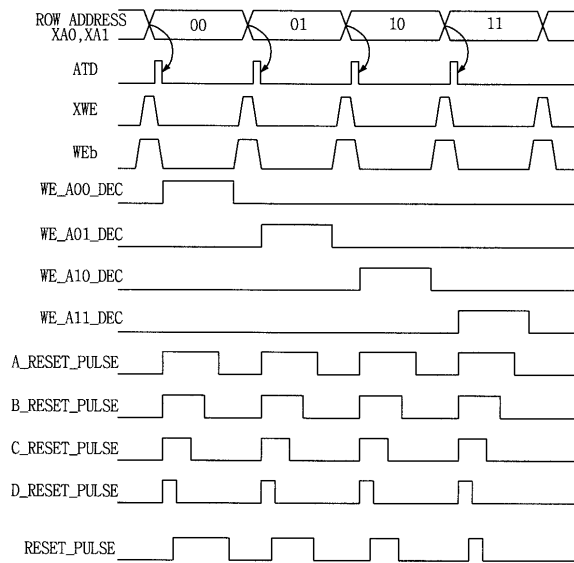 ROW ADDRESS
XA0,XA1
00 01 10 11
ATD
XWE
WEb
WE_A00_DEC
WE_A01_DEC
WE_A10_DEC
WE_A11_DEC
A_RESET_PULSE
B_RESET_PULSE
C_RESET_PULSE
D_RESET_PULSE
RESET_PULSE